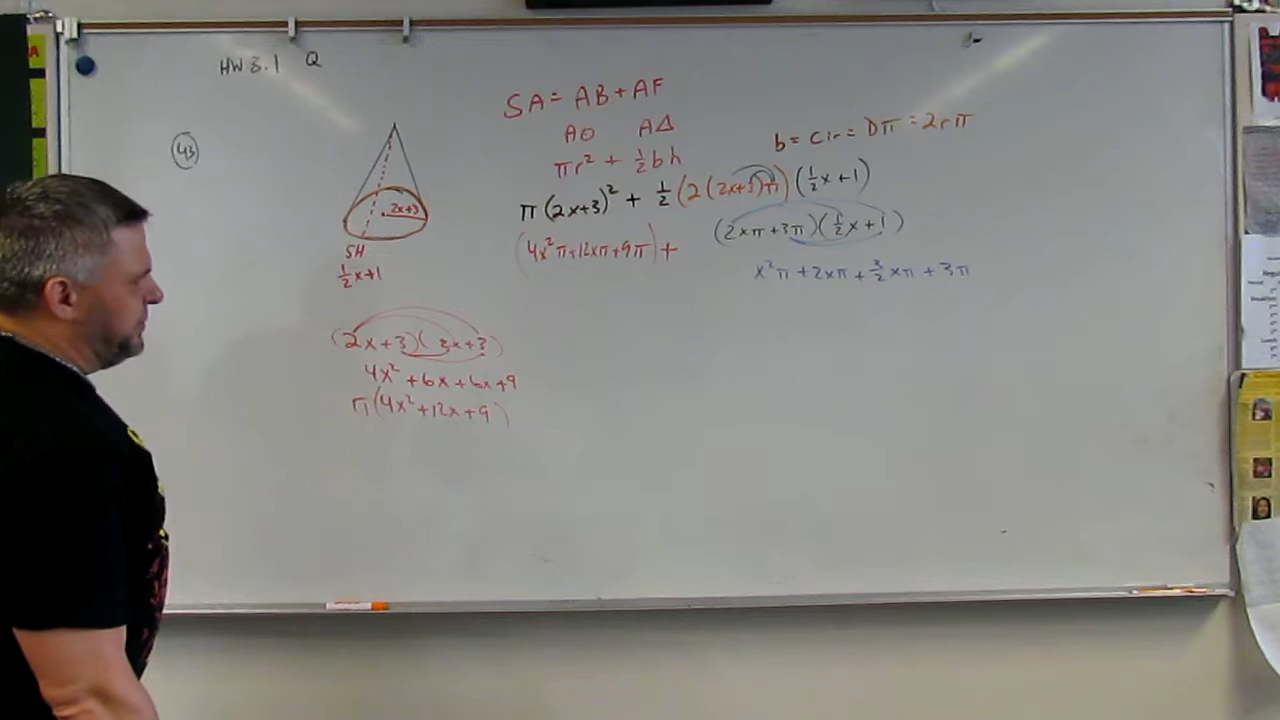 HW 3.1 Q
43
2x+3
SH
1/2x+1
SA = AB + AF
AO AΔ
πr² + 1/2bh
b = Cir = Dπ = 2rπ
π(2x+3)² + 1/2(2(2x+3)π)(1/2x+1)
(4x²π+12xπ+9π) +
(2xπ+3π)(1/2x+1)
x²π + 2xπ + 3/2xπ + 3π
(2x+3)(2x+3)
4x² + 6x + 6x + 9
π(4x²+12x+9)